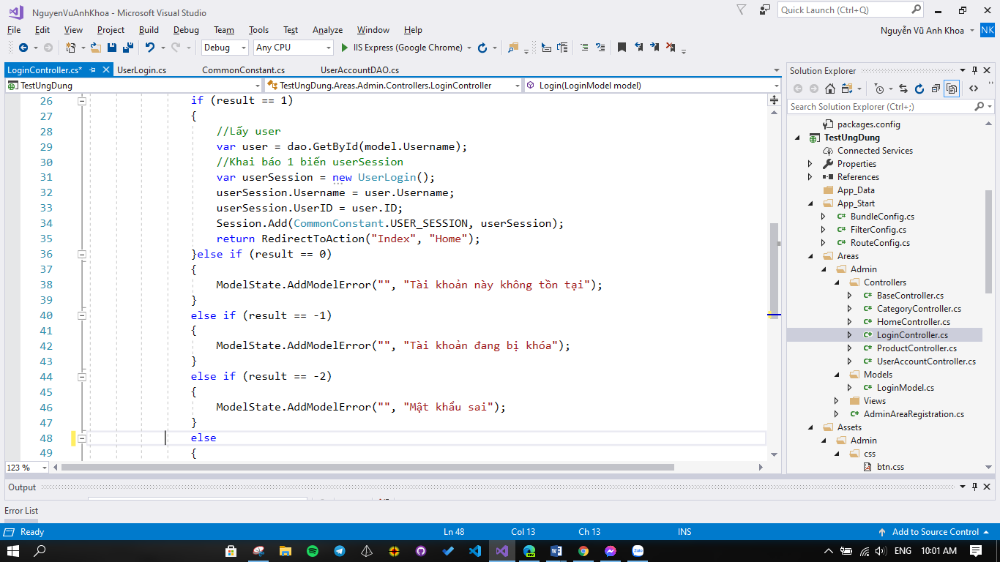 NguyenVuAnhKhoa - Microsoft Visual Studio
Quick Launch (Ctrl+Q)
File Edit View Project Build Debug Team Tools Test Analyze Window Help
Nguyễn Vũ Anh Khoa NK
Debug Any CPU IIS Express (Google Chrome)
LoginController.cs* UserLogin.cs CommonConstant.cs UserAccountDAO.cs
TestUngDung TestUngDung.Areas.Admin.Controllers.LoginController Login(LoginModel model)
26 if (result == 1)
27 {
28 //Lấy user
29 var user = dao.GetById(model.Username);
30 //Khai báo 1 biến userSession
31 var userSession = new UserLogin();
32 userSession.Username = user.Username;
33 userSession.UserID = user.ID;
34 Session.Add(CommonConstant.USER_SESSION, userSession);
35 return RedirectToAction("Index", "Home");
36 }else if (result == 0)
37 {
38 ModelState.AddModelError("", "Tài khoản này không tồn tại");
39 }
40 else if (result == -1)
41 {
42 ModelState.AddModelError("", "Tài khoản đang bị khóa");
43 }
44 else if (result == -2)
45 {
46 ModelState.AddModelError("", "Mật khẩu sai");
47 }
48 else
49 {
123 %
Solution Explorer
Search Solution Explorer (Ctrl+;)
packages.config
TestUngDung
Connected Services
Properties
References
App_Data
App_Start
C# BundleConfig.cs
C# FilterConfig.cs
C# RouteConfig.cs
Areas
Admin
Controllers
C# BaseController.cs
C# CategoryController.cs
C# HomeController.cs
C# LoginController.cs
C# ProductController.cs
C# UserAccountController.cs
Models
C# LoginModel.cs
Views
C# AdminAreaRegistration.cs
Assets
Admin
css
btn.css
Output
Error List
Ready Ln 48 Col 13 Ch 13 INS Add to Source Control
DEV Zalo ENG 10:01 AM